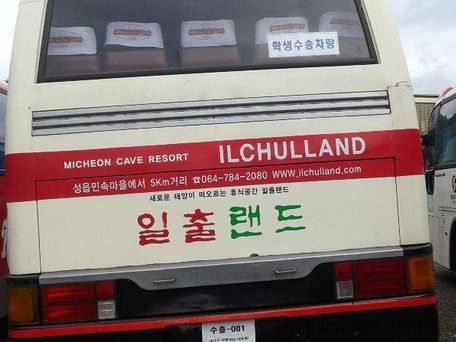 학생수송차량
MICHEON CAVE RESORT ILCHULLAND
성읍민속마을에서 5Km거리 ☎064-784-2080 www.ilchulland.com
새로운 태양이 떠오르는 휴식공간 일출랜드
일출랜드
수출-001
Philmotors.com